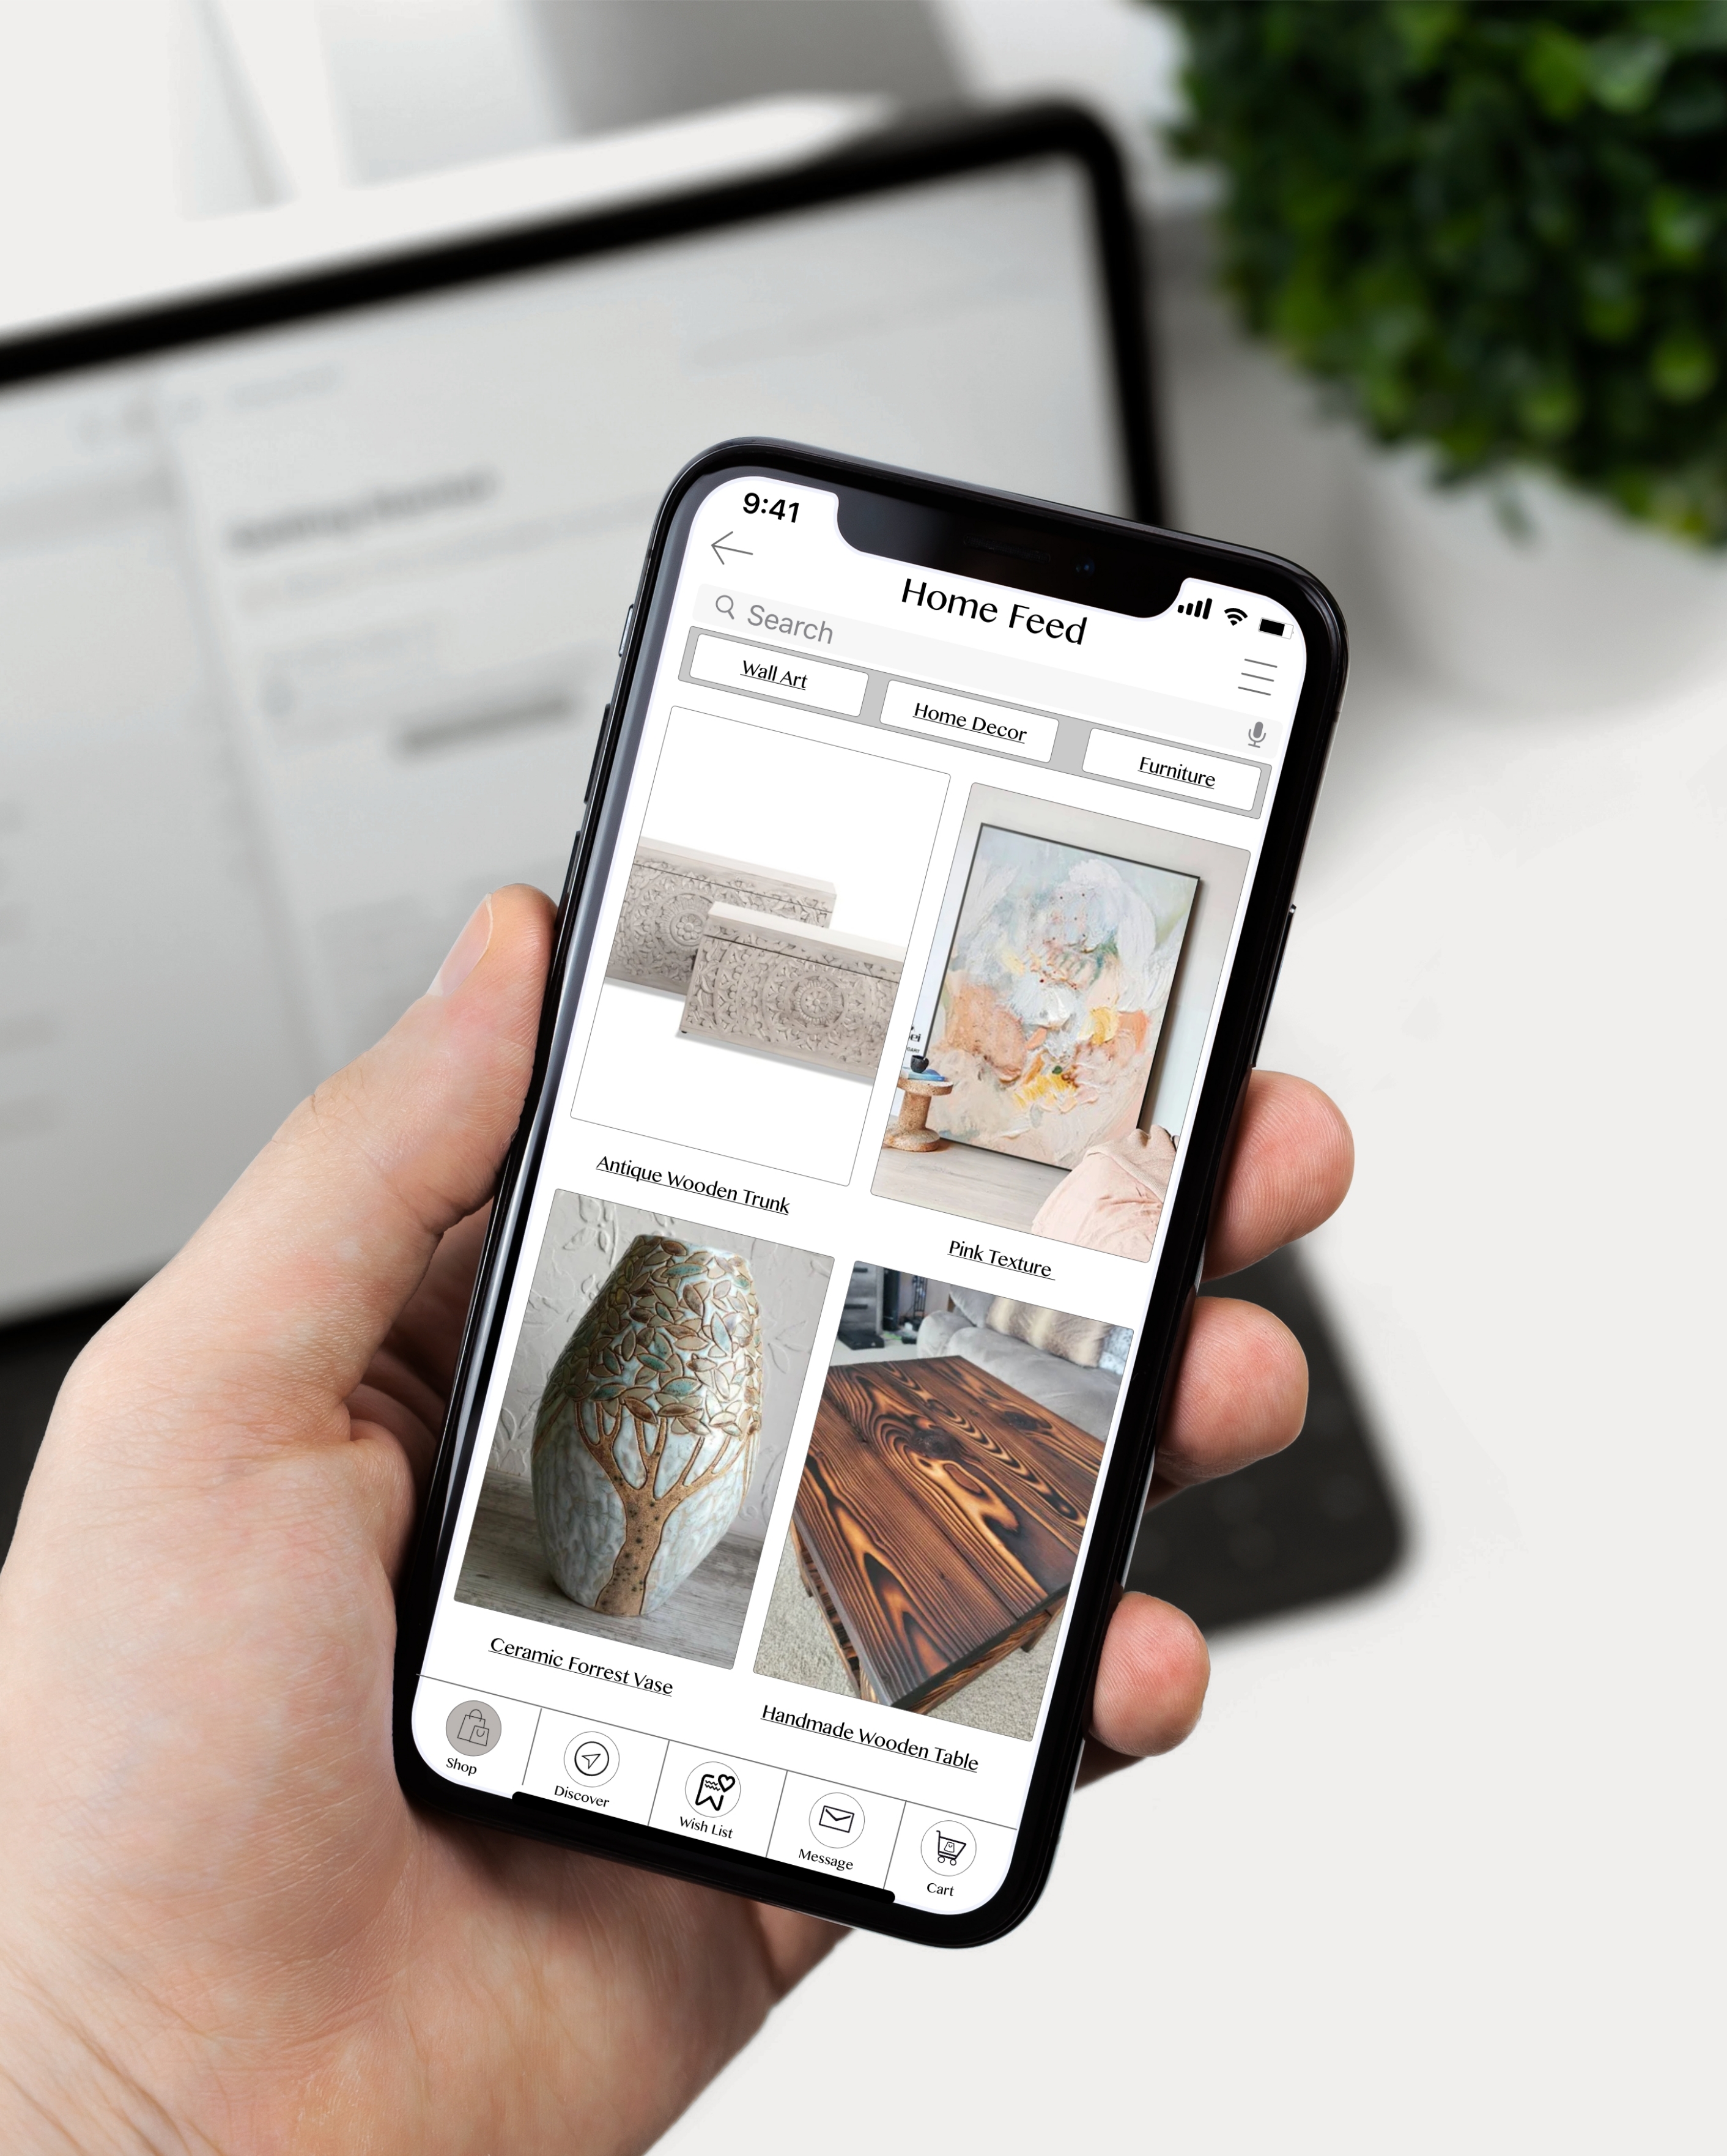 9:41
Home Feed
Search
Wall Art
Home Decor
Furniture
Antique Wooden Trunk
Pink Texture
Ceramic Forrest Vase
Handmade Wooden Table
Shop
Discover
Wish List
Message
Cart